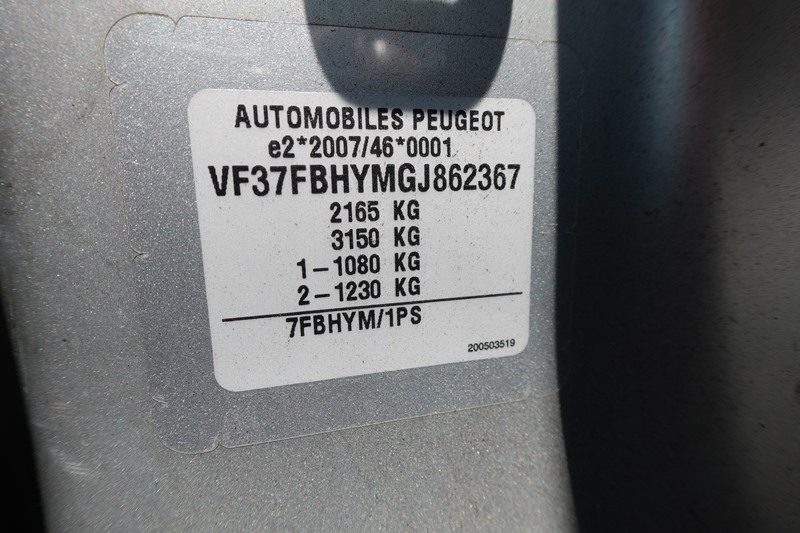 AUTOMOBILES PEUGEOT
e2*2007/46*0001
VF37FBHYMGJ862367
2165 KG
3150 KG
1-1080 KG
2-1230 KG
7FBHYM/1PS
200503519